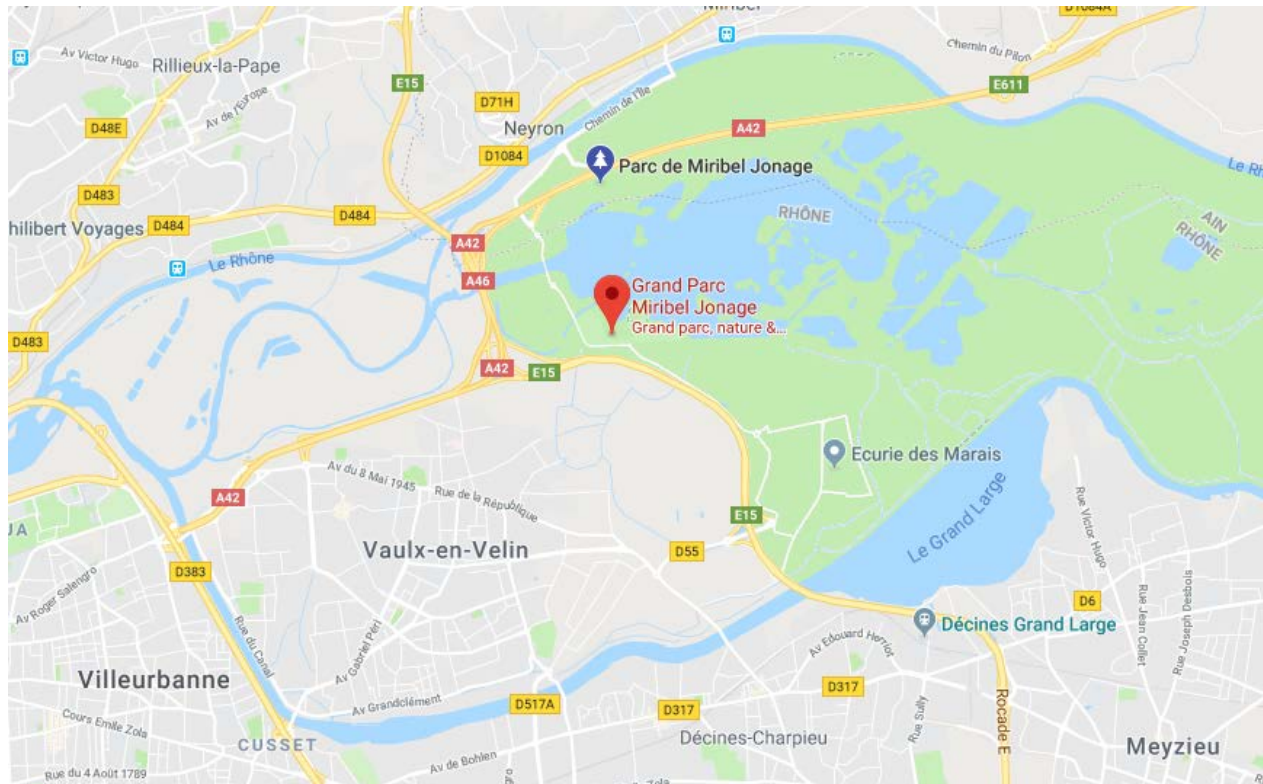 Miribel
D1084A
Av Victor Hugo
Rillieux-la-Pape
Chemin du Pilon
E15
E611
Av de l'Europe
D71H
Chemin de l'Île
D48E
Neyron
A42
D1084
Parc de Miribel Jonage
Le Rh
D483
D484
D484
RHÔNE
AIN
RHÔNE
hilibert Voyages
A42
Le Rhône
A46
Grand Parc
Miribel Jonage
Grand parc, nature &...
D483
A42
E15
Ecurie des Marais
Av du 8 Mai 1945
Rue de la République
A42
Le Grand Large
Rue Victor Hugo
E15
UA
Vaulx-en-Velin
D55
D383
Av Roger Salengro
D6
Rue Jean Collet
Rue Joseph Desbois
Rue du Canal
Av Gabriel Péri
Décines Grand Large
Av Edouard Herriot
Villeurbanne
D317
Av Grandclément
D517A
D317
Rue Sully
Rocade E
Cours Emile Zola
CUSSET
Décines-Charpieu
Meyzieu
Av de Bohlen
Rue du 4 Août 1789